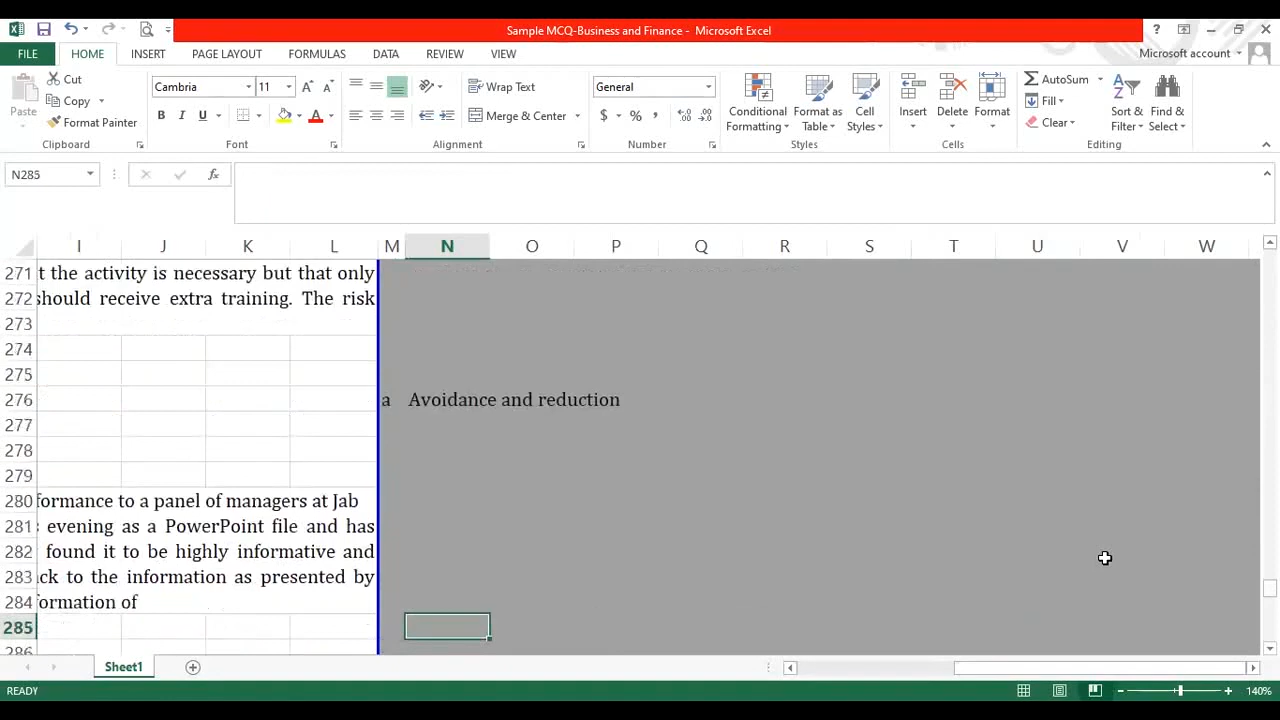 Sample MCQ-Business and Finance - Microsoft Excel
FILE HOME INSERT PAGE LAYOUT FORMULAS DATA REVIEW VIEW Microsoft account
Paste
Cut
Copy
Format Painter
Clipboard
Cambria 11
B I U
Font
Wrap Text
Merge & Center
Alignment
General
$ % ,
Number
Conditional Formatting
Format as Table
Cell Styles
Styles
Insert
Delete
Format
Cells
AutoSum
Fill
Clear
Sort & Filter
Find & Select
Editing
N285
I J K L M N O P Q R S T U V W
271 t the activity is necessary but that only
272 should receive extra training. The risk
273
274
275
276 a Avoidance and reduction
277
278
279
280 formance to a panel of managers at Jab
281 evening as a PowerPoint file and has
282 found it to be highly informative and
283 ck to the information as presented by
284 formation of
285
286
Sheet1
READY 140%